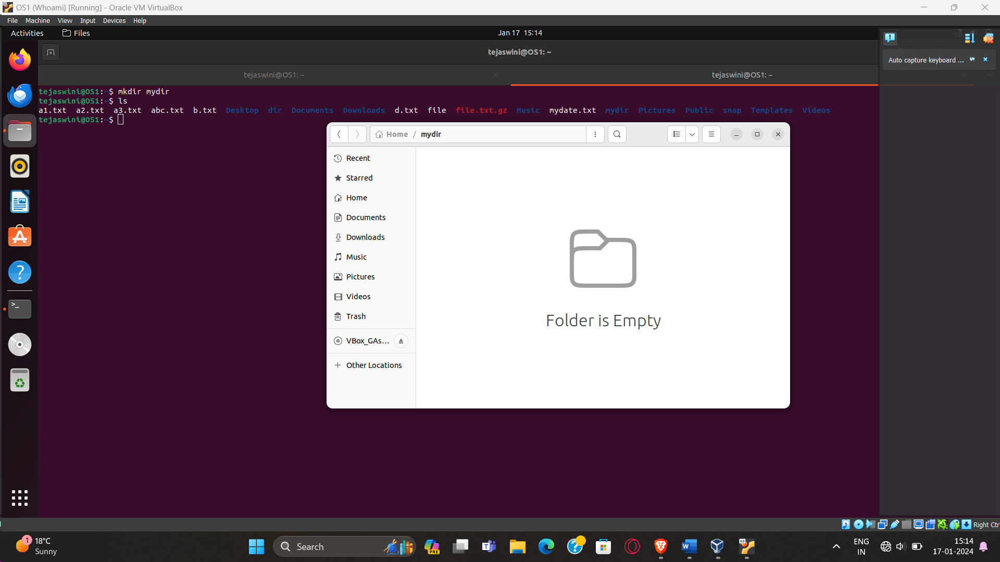 OS1 (Whoami) [Running] - Oracle VM VirtualBox
File Machine View Input Devices Help
Activities Files Jan 17 15:14
tejaswini@OS1: ~
Auto capture keyboard ...
tejaswini@OS1: ~ tejaswini@OS1: ~
tejaswini@OS1:~$ mkdir mydir
tejaswini@OS1:~$ ls
a1.txt a2.txt a3.txt abc.txt b.txt Desktop dir Documents Downloads d.txt file file.txt.gz Music mydate.txt mydir Pictures Public snap Templates Videos
tejaswini@OS1:~$
Home / mydir
Recent
Starred
Home
Documents
Downloads
Music
Pictures
Videos
Trash
VBox_GAs...
Other Locations
Folder is Empty
Right Ctr
1
18°C
Sunny
Search
PRE
64
ENG
IN
15:14
17-01-2024